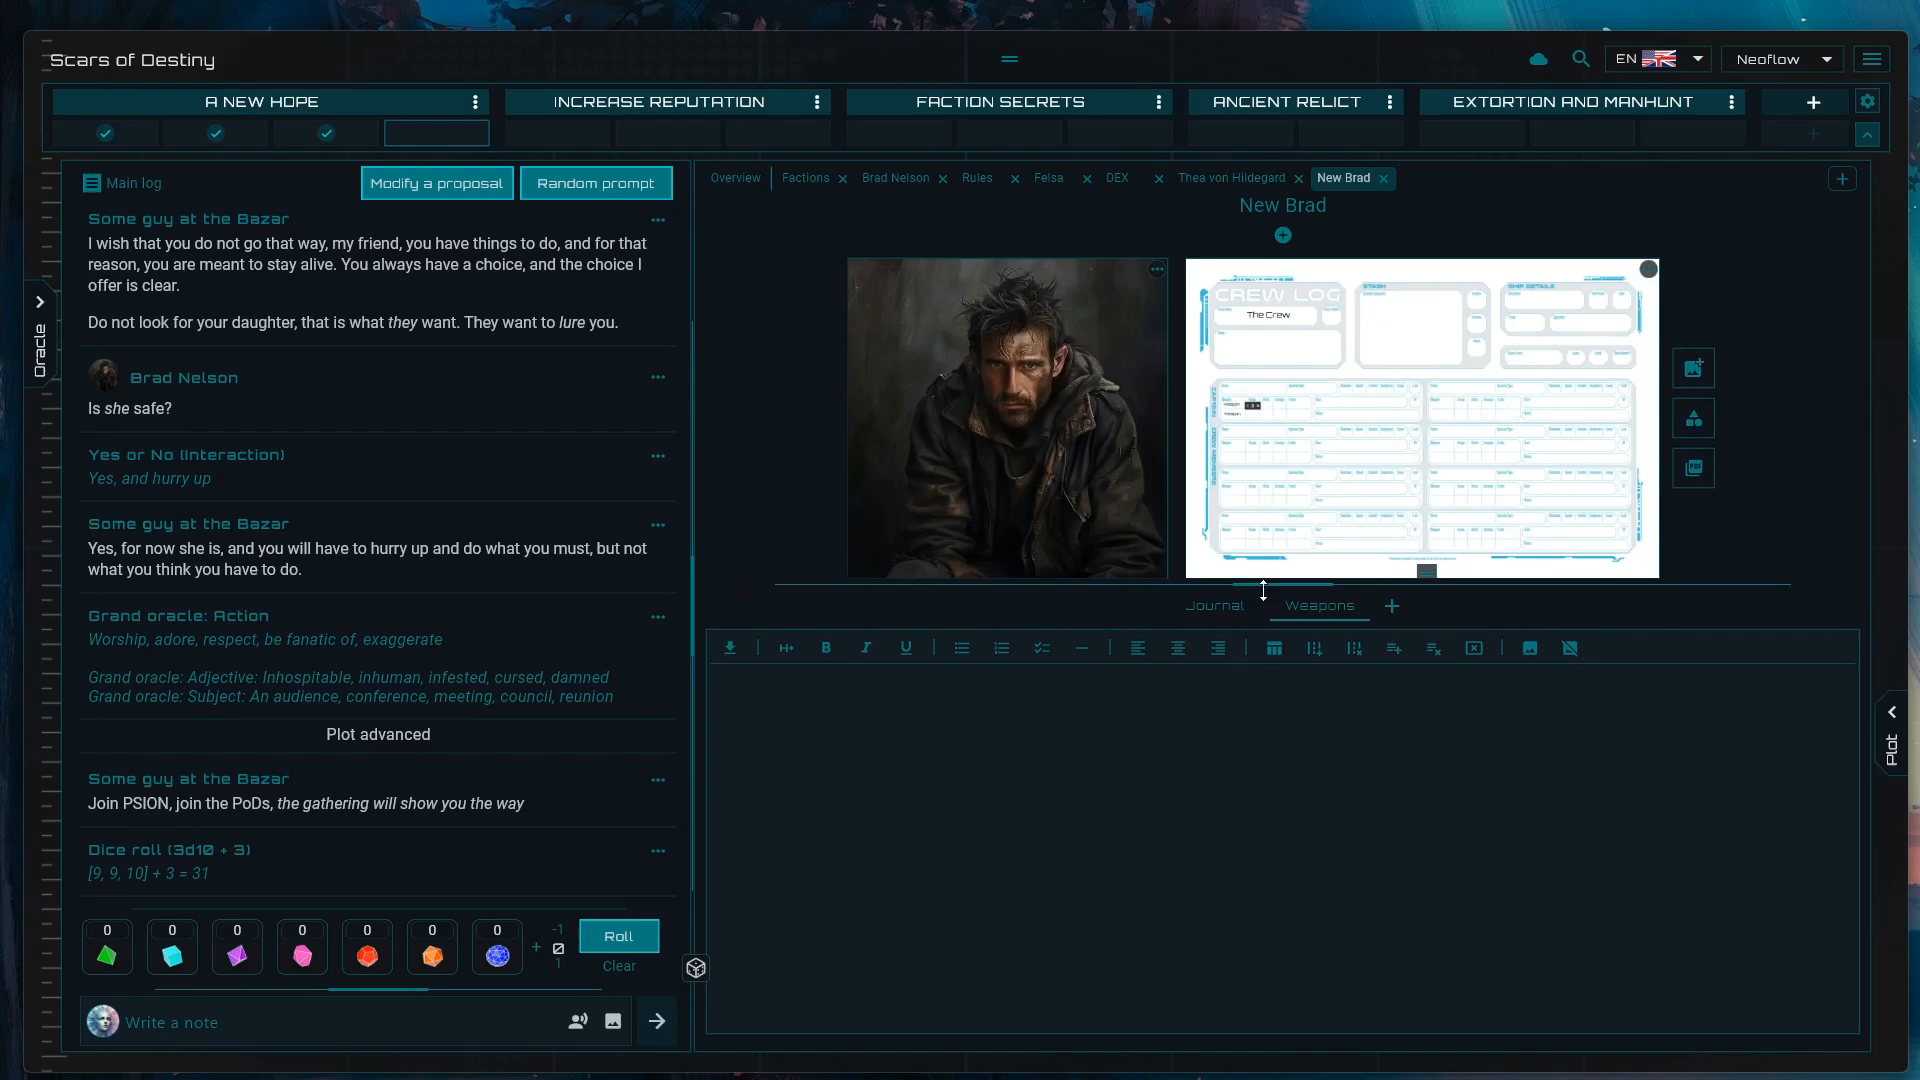 Scars of Destiny
EN
Neoflow
A NEW HOPE
INCREASE REPUTATION
FACTION SECRETS
ANCIENT RELICT
EXTORTION AND MANHUNT
Main log
Modify a proposal
Random prompt
Some guy at the Bazar
I wish that you do not go that way, my friend, you have things to do, and for that
reason, you are meant to stay alive. You always have a choice, and the choice I
offer is clear.
Do not look for your daughter, that is what they want. They want to lure you.
Brad Nelson
Is she safe?
Yes or No (Interaction)
Yes, and hurry up
Some guy at the Bazar
Yes, for now she is, and you will have to hurry up and do what you must, but not
what you think you have to do.
Grand oracle: Action
Worship, adore, respect, be fanatic of, exaggerate
Grand oracle: Adjective: Inhospitable, inhuman, infested, cursed, damned
Grand oracle: Subject: An audience, conference, meeting, council, reunion
Plot advanced
Some guy at the Bazar
Join PSION, join the PoDs, the gathering will show you the way
Dice roll (3d10 + 3)
[9, 9, 10] + 3 = 31
0 0 0 0 0 0 0
+ -1 0 1
Roll
Clear
Write a note
Oracle
Overview
Factions
Brad Nelson
Rules
Felsa
DEX
Thea von Hildegard
New Brad
New Brad
CREW LOG
The Crew
STASH
SHIP DETAILS
CAPTAIN
CREW MEMBERS
Journal
Weapons
H+ B I U
Plot